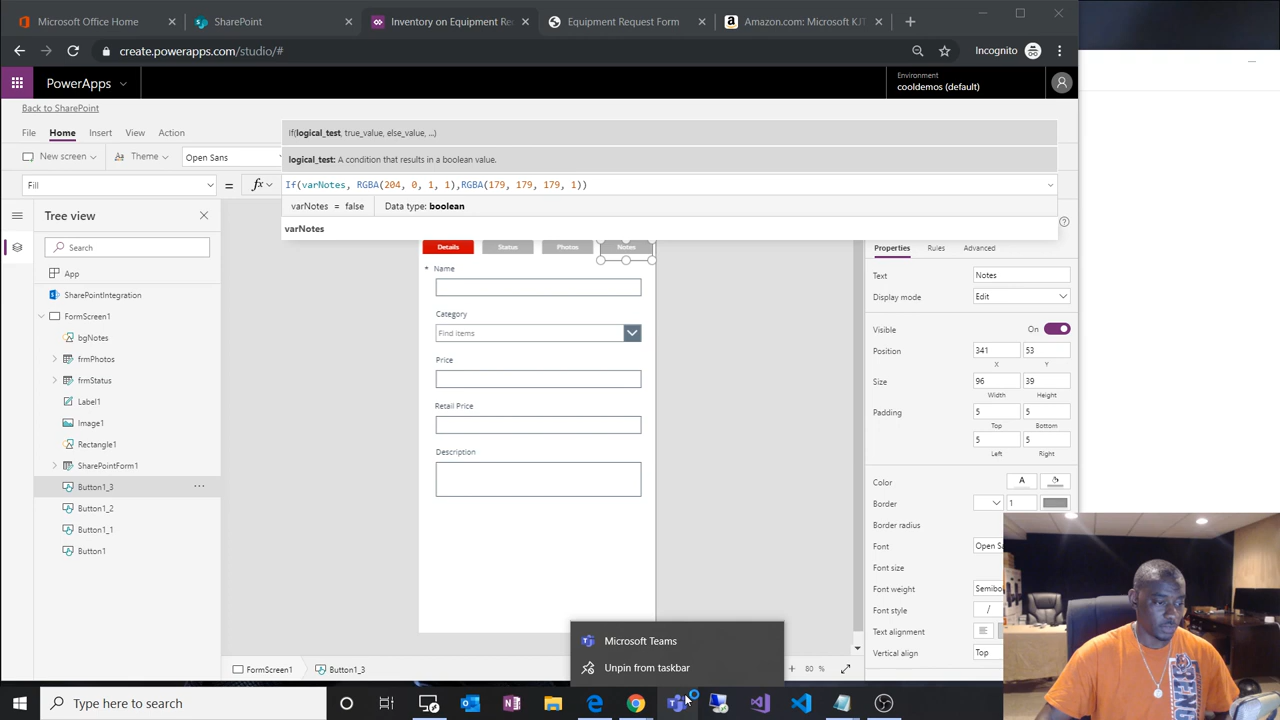 Microsoft Office Home
SharePoint
Inventory on Equipment Re
Equipment Request Form
Amazon.com: Microsoft KJT
create.powerapps.com/studio/#
Incognito
PowerApps
Environment
cooldemos (default)
Back to SharePoint
File Home Insert View Action
If(logical_test, true_value, else_value, ...)
New screen Theme Open Sans
logical_test: A condition that results in a boolean value.
Fill = fx If(varNotes, RGBA(204, 0, 1, 1),RGBA(179, 179, 179, 1))
varNotes = false Data type: boolean
varNotes
Tree view
Search
App
SharePointIntegration
FormScreen1
bgNotes
frmPhotos
frmStatus
Label1
Image1
Rectangle1
SharePointForm1
Button1_3
Button1_2
Button1_1
Button1
Details Status Photos Notes
* Name
Category
Find items
Price
Retail Price
Description
Properties Rules Advanced
Text Notes
Display mode Edit
Visible On
Position 341 53
X Y
Size 96 39
Width Height
Padding 5 5
Top Bottom
5 5
Left Right
Color A
Border 1
Border radius
Font Open Sa
Font size
Font weight Semibo
Font style /
Text alignment
Vertical align Top
Microsoft Teams
Unpin from taskbar
FormScreen1 Button1_3
80 %
Type here to search